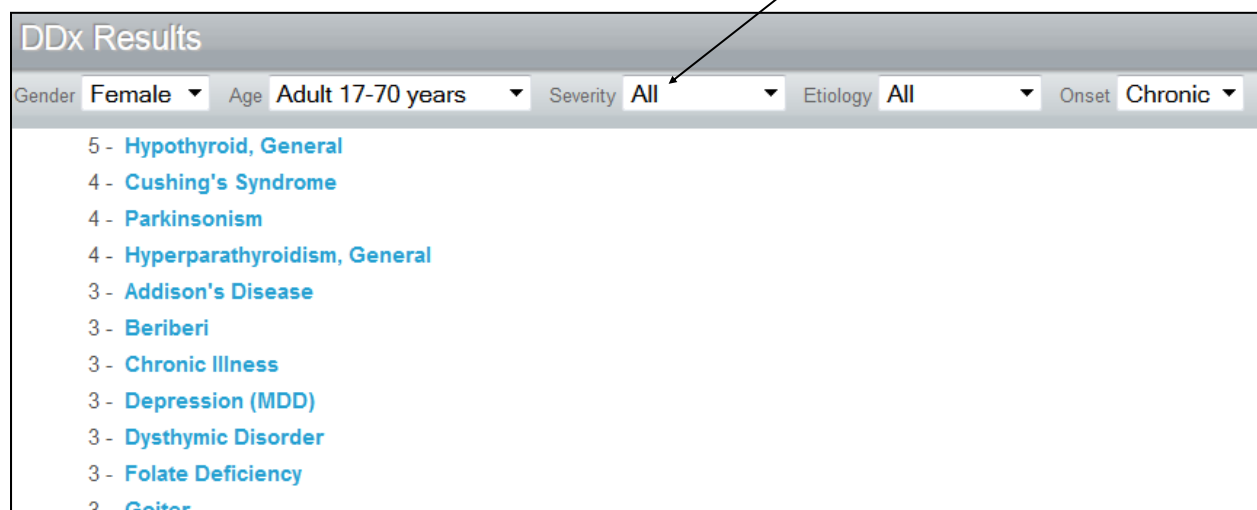 DDx Results
Gender Female Age Adult 17-70 years Severity All Etiology All Onset Chronic
5 - Hypothyroid, General
4 - Cushing's Syndrome
4 - Parkinsonism
4 - Hyperparathyroidism, General
3 - Addison's Disease
3 - Beriberi
3 - Chronic Illness
3 - Depression (MDD)
3 - Dysthymic Disorder
3 - Folate Deficiency
3 - Goiter